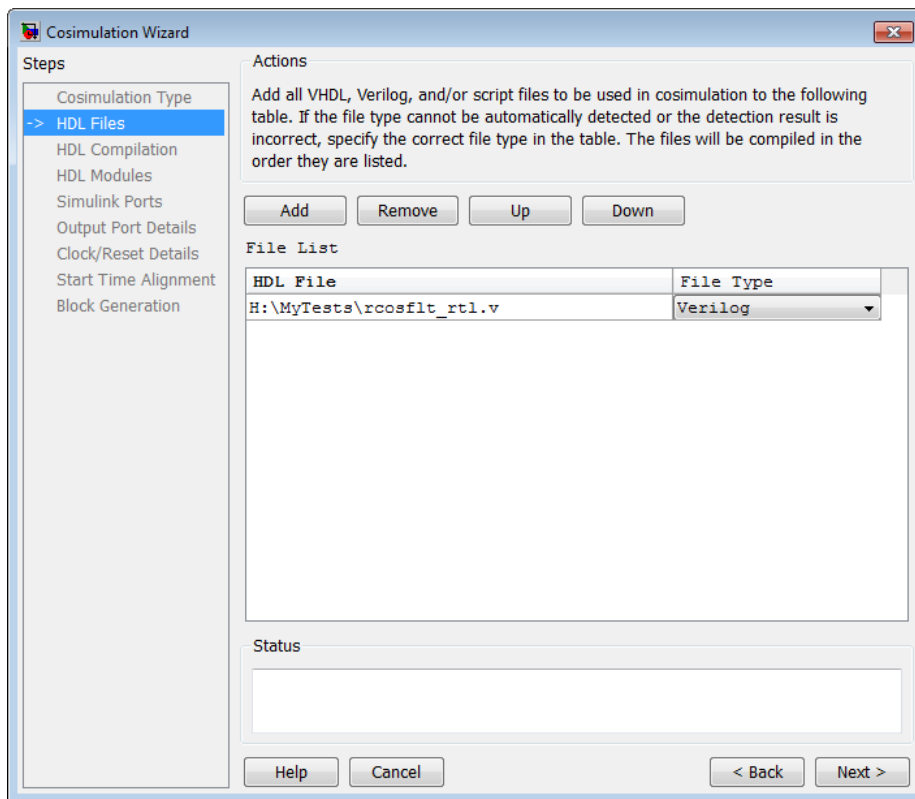 Cosimulation Wizard
Steps
Cosimulation Type
-> HDL Files
HDL Compilation
HDL Modules
Simulink Ports
Output Port Details
Clock/Reset Details
Start Time Alignment
Block Generation
Actions
Add all VHDL, Verilog, and/or script files to be used in cosimulation to the following
table. If the file type cannot be automatically detected or the detection result is
incorrect, specify the correct file type in the table. The files will be compiled in the
order they are listed.
Add Remove Up Down
File List
HDL File File Type
H:\MyTests\rcosflt_rtl.v Verilog
Status
Help Cancel < Back Next >